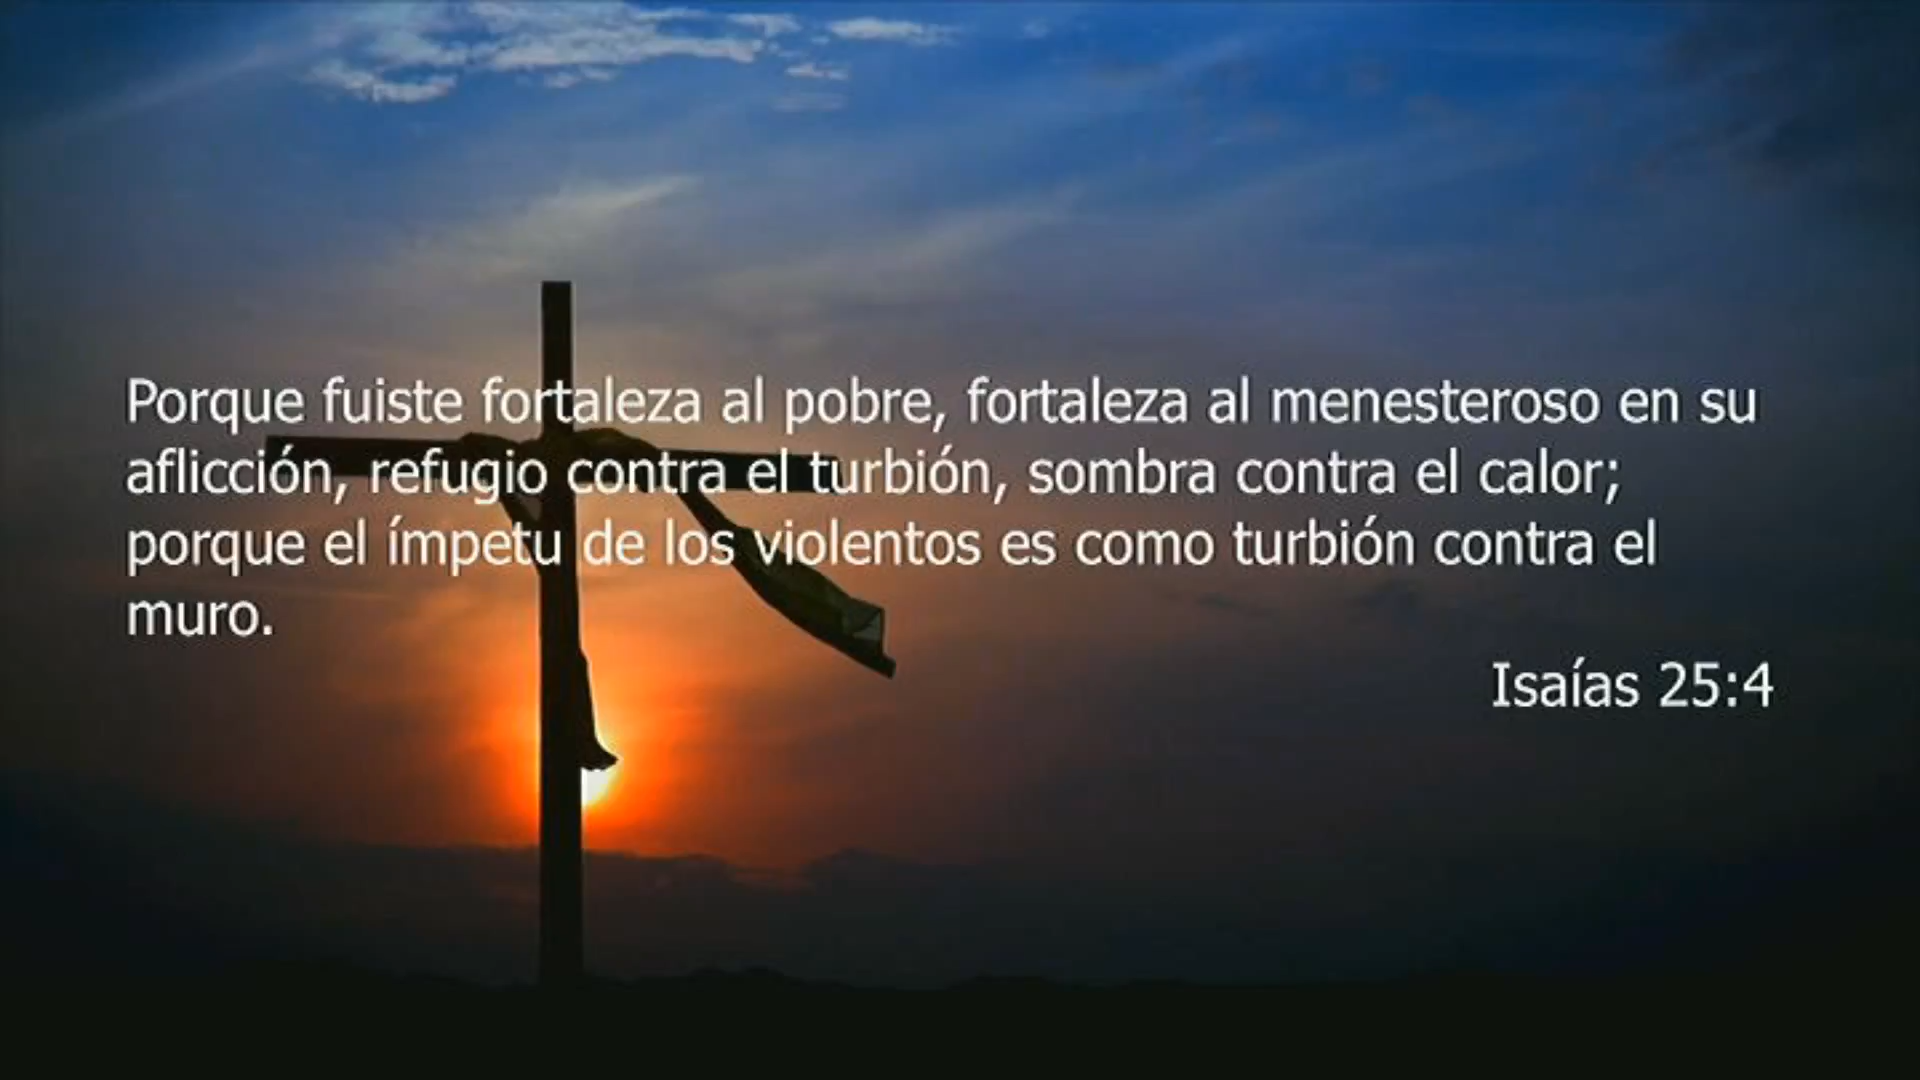 Porque fuiste fortaleza al pobre, fortaleza al menesteroso en su
aflicción, refugio contra el turbión, sombra contra el calor;
porque el ímpetu de los violentos es como turbión contra el
muro.
Isaías 25:4